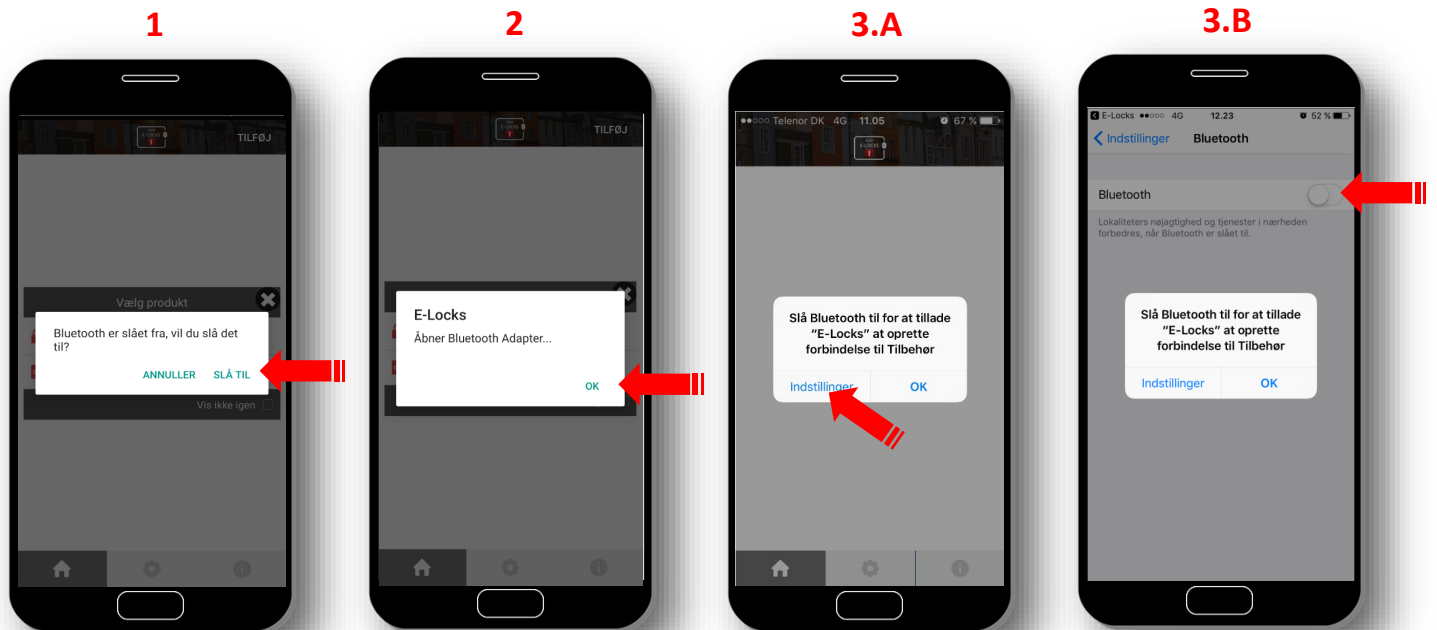 1
TILFØJ
Vælg produkt
Bluetooth er slået fra, vil du slå det
til?
ANNULLER SLÅ TIL
Vis ikke igen
2
TILFØJ
E-Locks
Åbner Bluetooth Adapter...
OK
3.A
Telenor DK 4G 11.05 67 %
E-LOCKS
Slå Bluetooth til for at tillade
"E-Locks" at oprette
forbindelse til Tilbehør
Indstillinger OK
3.B
E-Locks 4G 12.23 52 %
Indstillinger Bluetooth
Bluetooth
Lokaliteters nøjagtighed og tjenester i nærheden
forbedres, når Bluetooth er slået til.
Slå Bluetooth til for at tillade
"E-Locks" at oprette
forbindelse til Tilbehør
Indstillinger OK